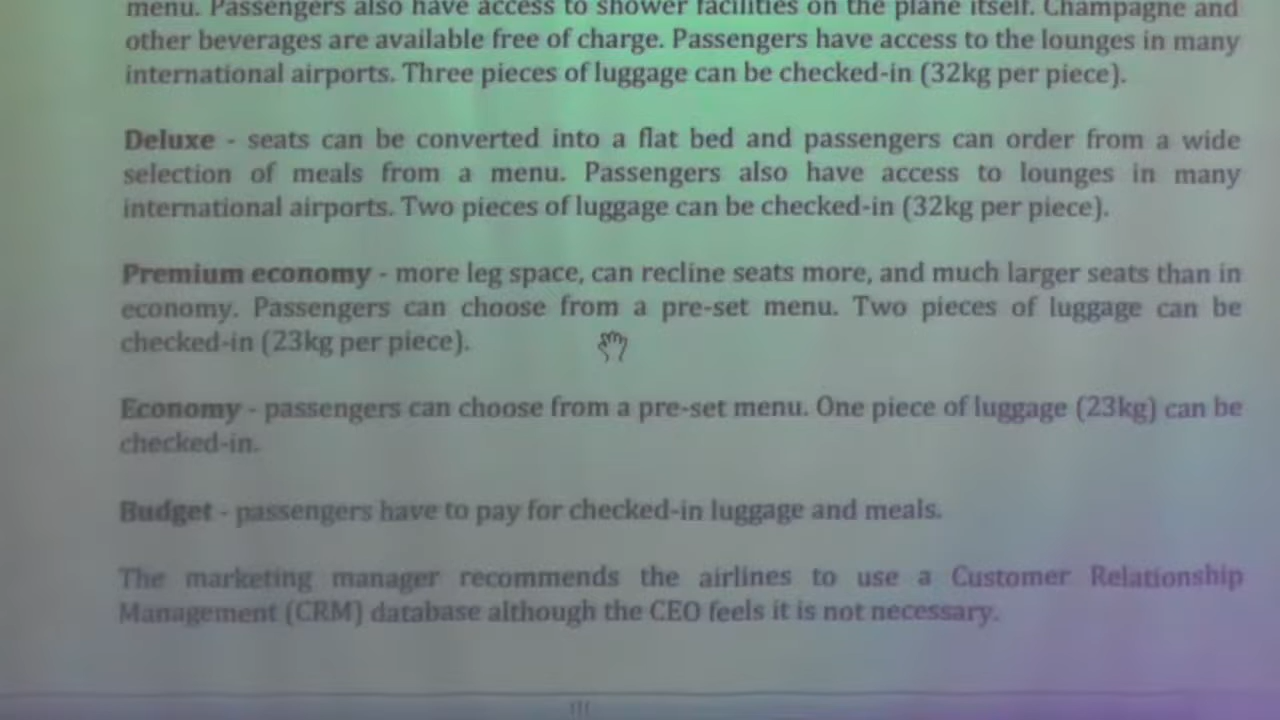 menu. Passengers also have access to shower facilities on the plane itself. Champagne and
other beverages are available free of charge. Passengers have access to the lounges in many
international airports. Three pieces of luggage can be checked-in (32kg per piece).
Deluxe - seats can be converted into a flat bed and passengers can order from a wide
selection of meals from a menu. Passengers also have access to lounges in many
international airports. Two pieces of luggage can be checked-in (32kg per piece).
Premium economy - more leg space, can recline seats more, and much larger seats than in
economy. Passengers can choose from a pre-set menu. Two pieces of luggage can be
checked-in (23kg per piece).
Economy - passengers can choose from a pre-set menu. One piece of luggage (23kg) can be
checked-in.
Budget - passengers have to pay for checked-in luggage and meals.
The marketing manager recommends the airlines to use a Customer Relationship
Management (CRM) database although the CEO feels it is not necessary.